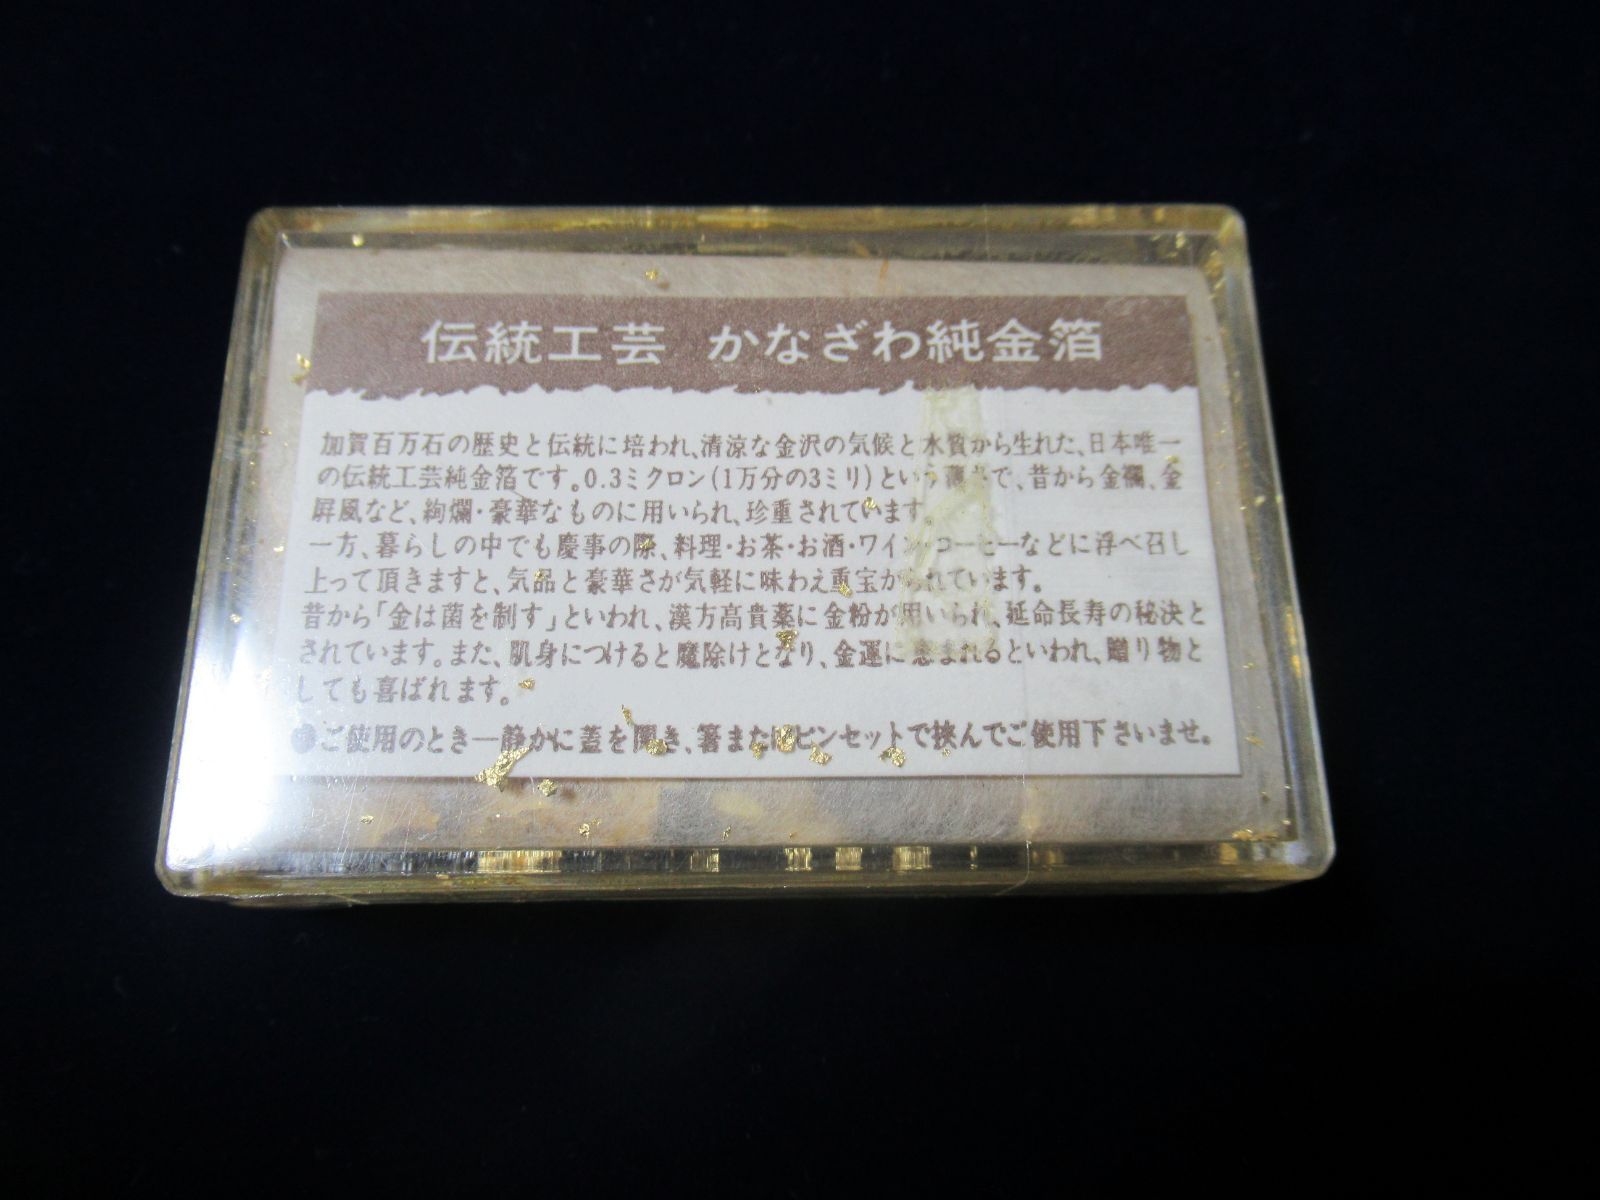 伝統工芸 かなざわ純金箔
加賀百万石の歴史と伝統に培われ、清涼な金沢の気候と水質から生れた、日本唯一
の伝統工芸純金箔です。0.3ミクロン(1万分の3ミリ)という薄さで、昔から金襴、金
屏風など、絢爛・豪華なものに用いられ、珍重されています。
一方、暮らしの中でも慶事の際、料理・お茶・お酒・ワイン・コーヒーなどに浮べ召し
上って頂きますと、気品と豪華さが気軽に味わえ重宝がられています。
昔から「金は菌を制す」といわれ、漢方高貴薬に金粉が用いられ、延命長寿の秘決と
されています。また、肌身につけると魔除けとなり、金運に恵まれるといわれ、贈り物と
しても喜ばれます。
●ご使用のとき―静かに蓋を開き、箸またはピンセットで挟んでご使用下さいませ。